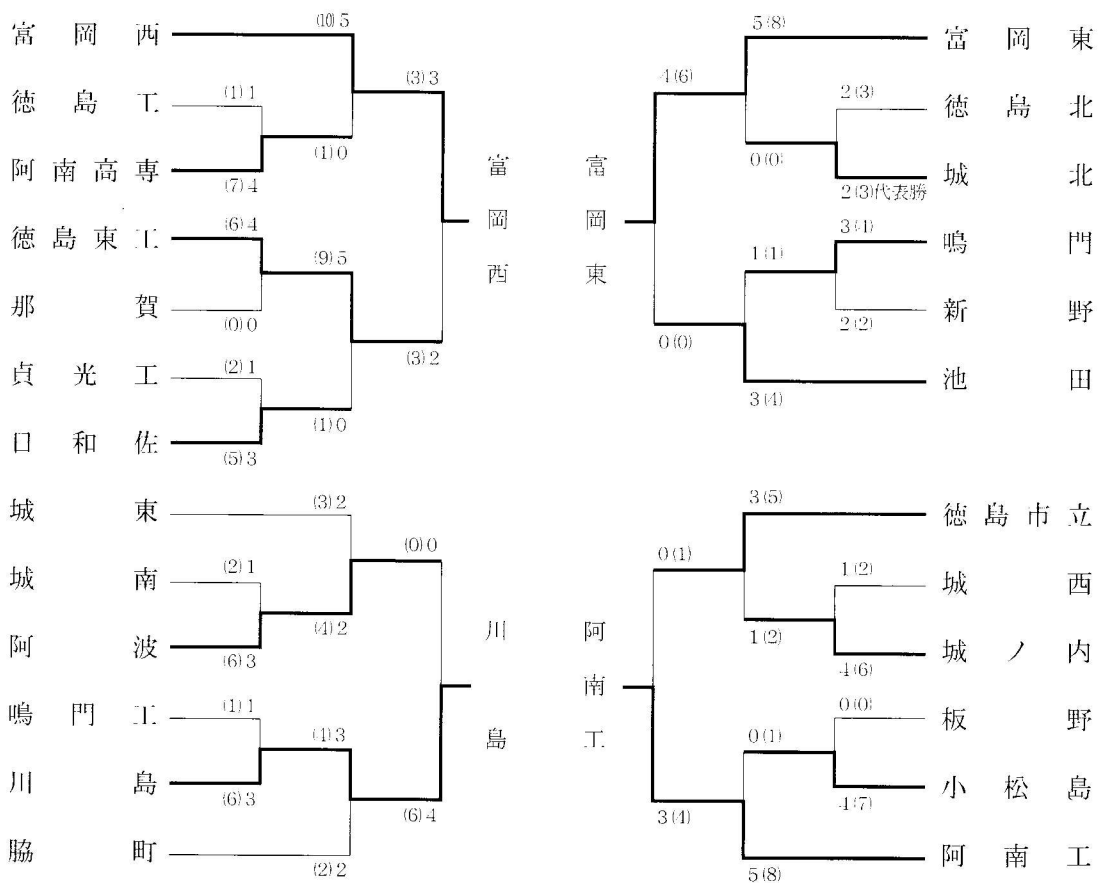 富岡西
(10)5
徳島工
(1)1
(3)3
阿南高専
(7)4
(1)0
徳島東工
(6)4
(9)5
那賀
(0)0
貞光工
(2)1
(3)2
日和佐
(5)3
(1)0
富岡西
5(8)
富岡東
4(6)
2(3)
徳島北
0(0)
2(3)代表勝
城北
3(4)
鳴門
1(1)
2(2)
新野
0(0)
3(4)
池田
富岡東
城東
(3)2
(0)0
城南
(2)1
阿波
(6)3
(4)2
鳴門工
(1)1
(4)3
川島
(6)3
(6)4
脇町
(2)2
川島
3(5)
徳島市立
0(1)
1(2)
城西
1(2)
4(6)
城ノ内
0(0)
板野
0(1)
4(7)
小松島
3(4)
5(8)
阿南工
阿南工